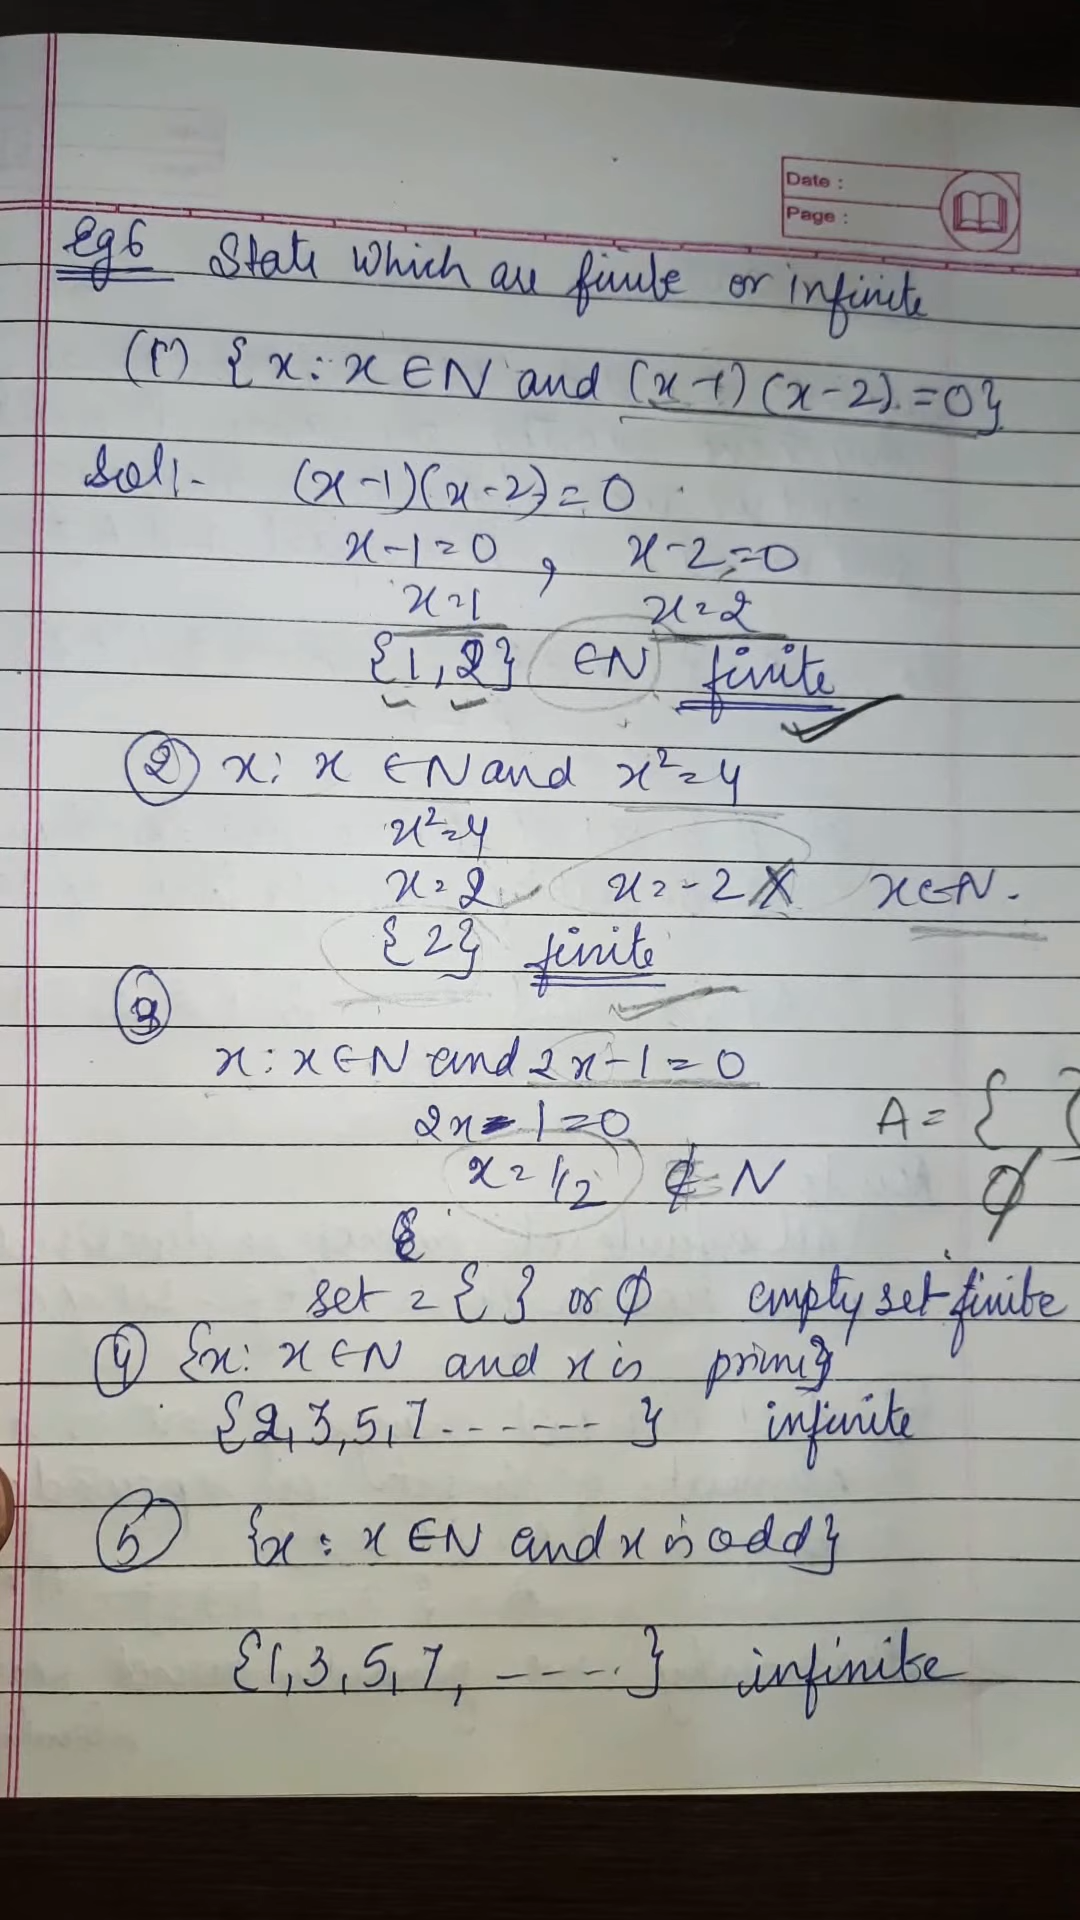 Date :
Page :
Eg 6 State which are finite or infinite
(1) {x : x ∈ N and (x-1)(x-2) = 0}
Sol:- (x-1)(x-2) = 0
x-1=0 , x-2=0
x=1 x=2
{1,2} ∈N finite
② x: x ∈N and x²=4
x²=4
x=2 x=-2 x∈N.
{2} finite
③
x: x∈N and 2x-1=0
2x-1=0 A = { }
x=1/2 ∉ N ϕ
set = { } or ϕ empty set finite
④ {x: x∈N and x is prime}
{2,3,5,7------} infinite
⑤ {x: x ∈N and x is odd}
{1,3,5,7, ----} infinite